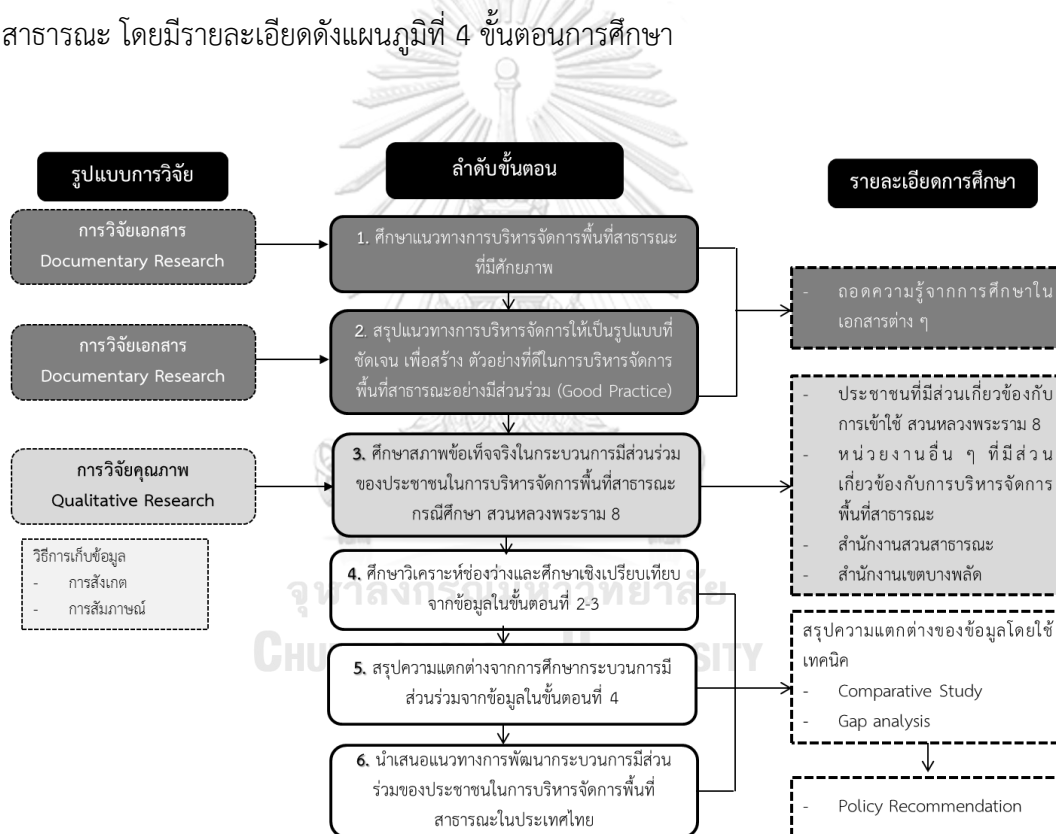 สาธารณะ โดยมีรายละเอียดดังแผนภูมิที่ 4 ขั้นตอนการศึกษา
รูปแบบการวิจัย
ลำดับขั้นตอน
รายละเอียดการศึกษา
การวิจัยเอกสาร
Documentary Research
1. ศึกษาแนวทางการบริหารจัดการพื้นที่สาธารณะ
ที่มีศักยภาพ
- ถอดความรู้จากการศึกษาใน
เอกสารต่าง ๆ
การวิจัยเอกสาร
Documentary Research
2. สรุปแนวทางการบริหารจัดการให้เป็นรูปแบบที่
ชัดเจน เพื่อสร้าง ตัวอย่างที่ดีในการบริหารจัดการ
พื้นที่สาธารณะอย่างมีส่วนร่วม (Good Practice)
การวิจัยคุณภาพ
Qualitative Research
3. ศึกษาสภาพข้อเท็จจริงในกระบวนการมีส่วนร่วม
ของประชาชนในการบริหารจัดการพื้นที่สาธารณะ
กรณีศึกษา สวนหลวงพระราม 8
- ประชาชนที่มีส่วนเกี่ยวข้องกับ
การเข้าใช้ สวนหลวงพระราม 8
- หน่วยงานอื่น ๆ ที่มีส่วน
เกี่ยวข้องกับการบริหารจัดการ
พื้นที่สาธารณะ
- สำนักงานสวนสาธารณะ
- สำนักงานเขตบางพลัด
วิธีการเก็บข้อมูล
- การสังเกต
- การสัมภาษณ์
4. ศึกษาวิเคราะห์ช่องว่างและศึกษาเชิงเปรียบเทียบ
จากข้อมูลในขั้นตอนที่ 2-3
จุฬาลงกรณ์มหาวิทยาลัย
CHU
SITY
5. สรุปความแตกต่างจากการศึกษากระบวนการมี
ส่วนร่วมจากข้อมูลในขั้นตอนที่ 4
สรุปความแตกต่างของข้อมูลโดยใช้
เทคนิค
- Comparative Study
- Gap analysis
6. นำเสนอแนวทางการพัฒนากระบวนการมีส่วน
ร่วมของประชาชนในการบริหารจัดการพื้นที่
สาธารณะในประเทศไทย
- Policy Recommendation